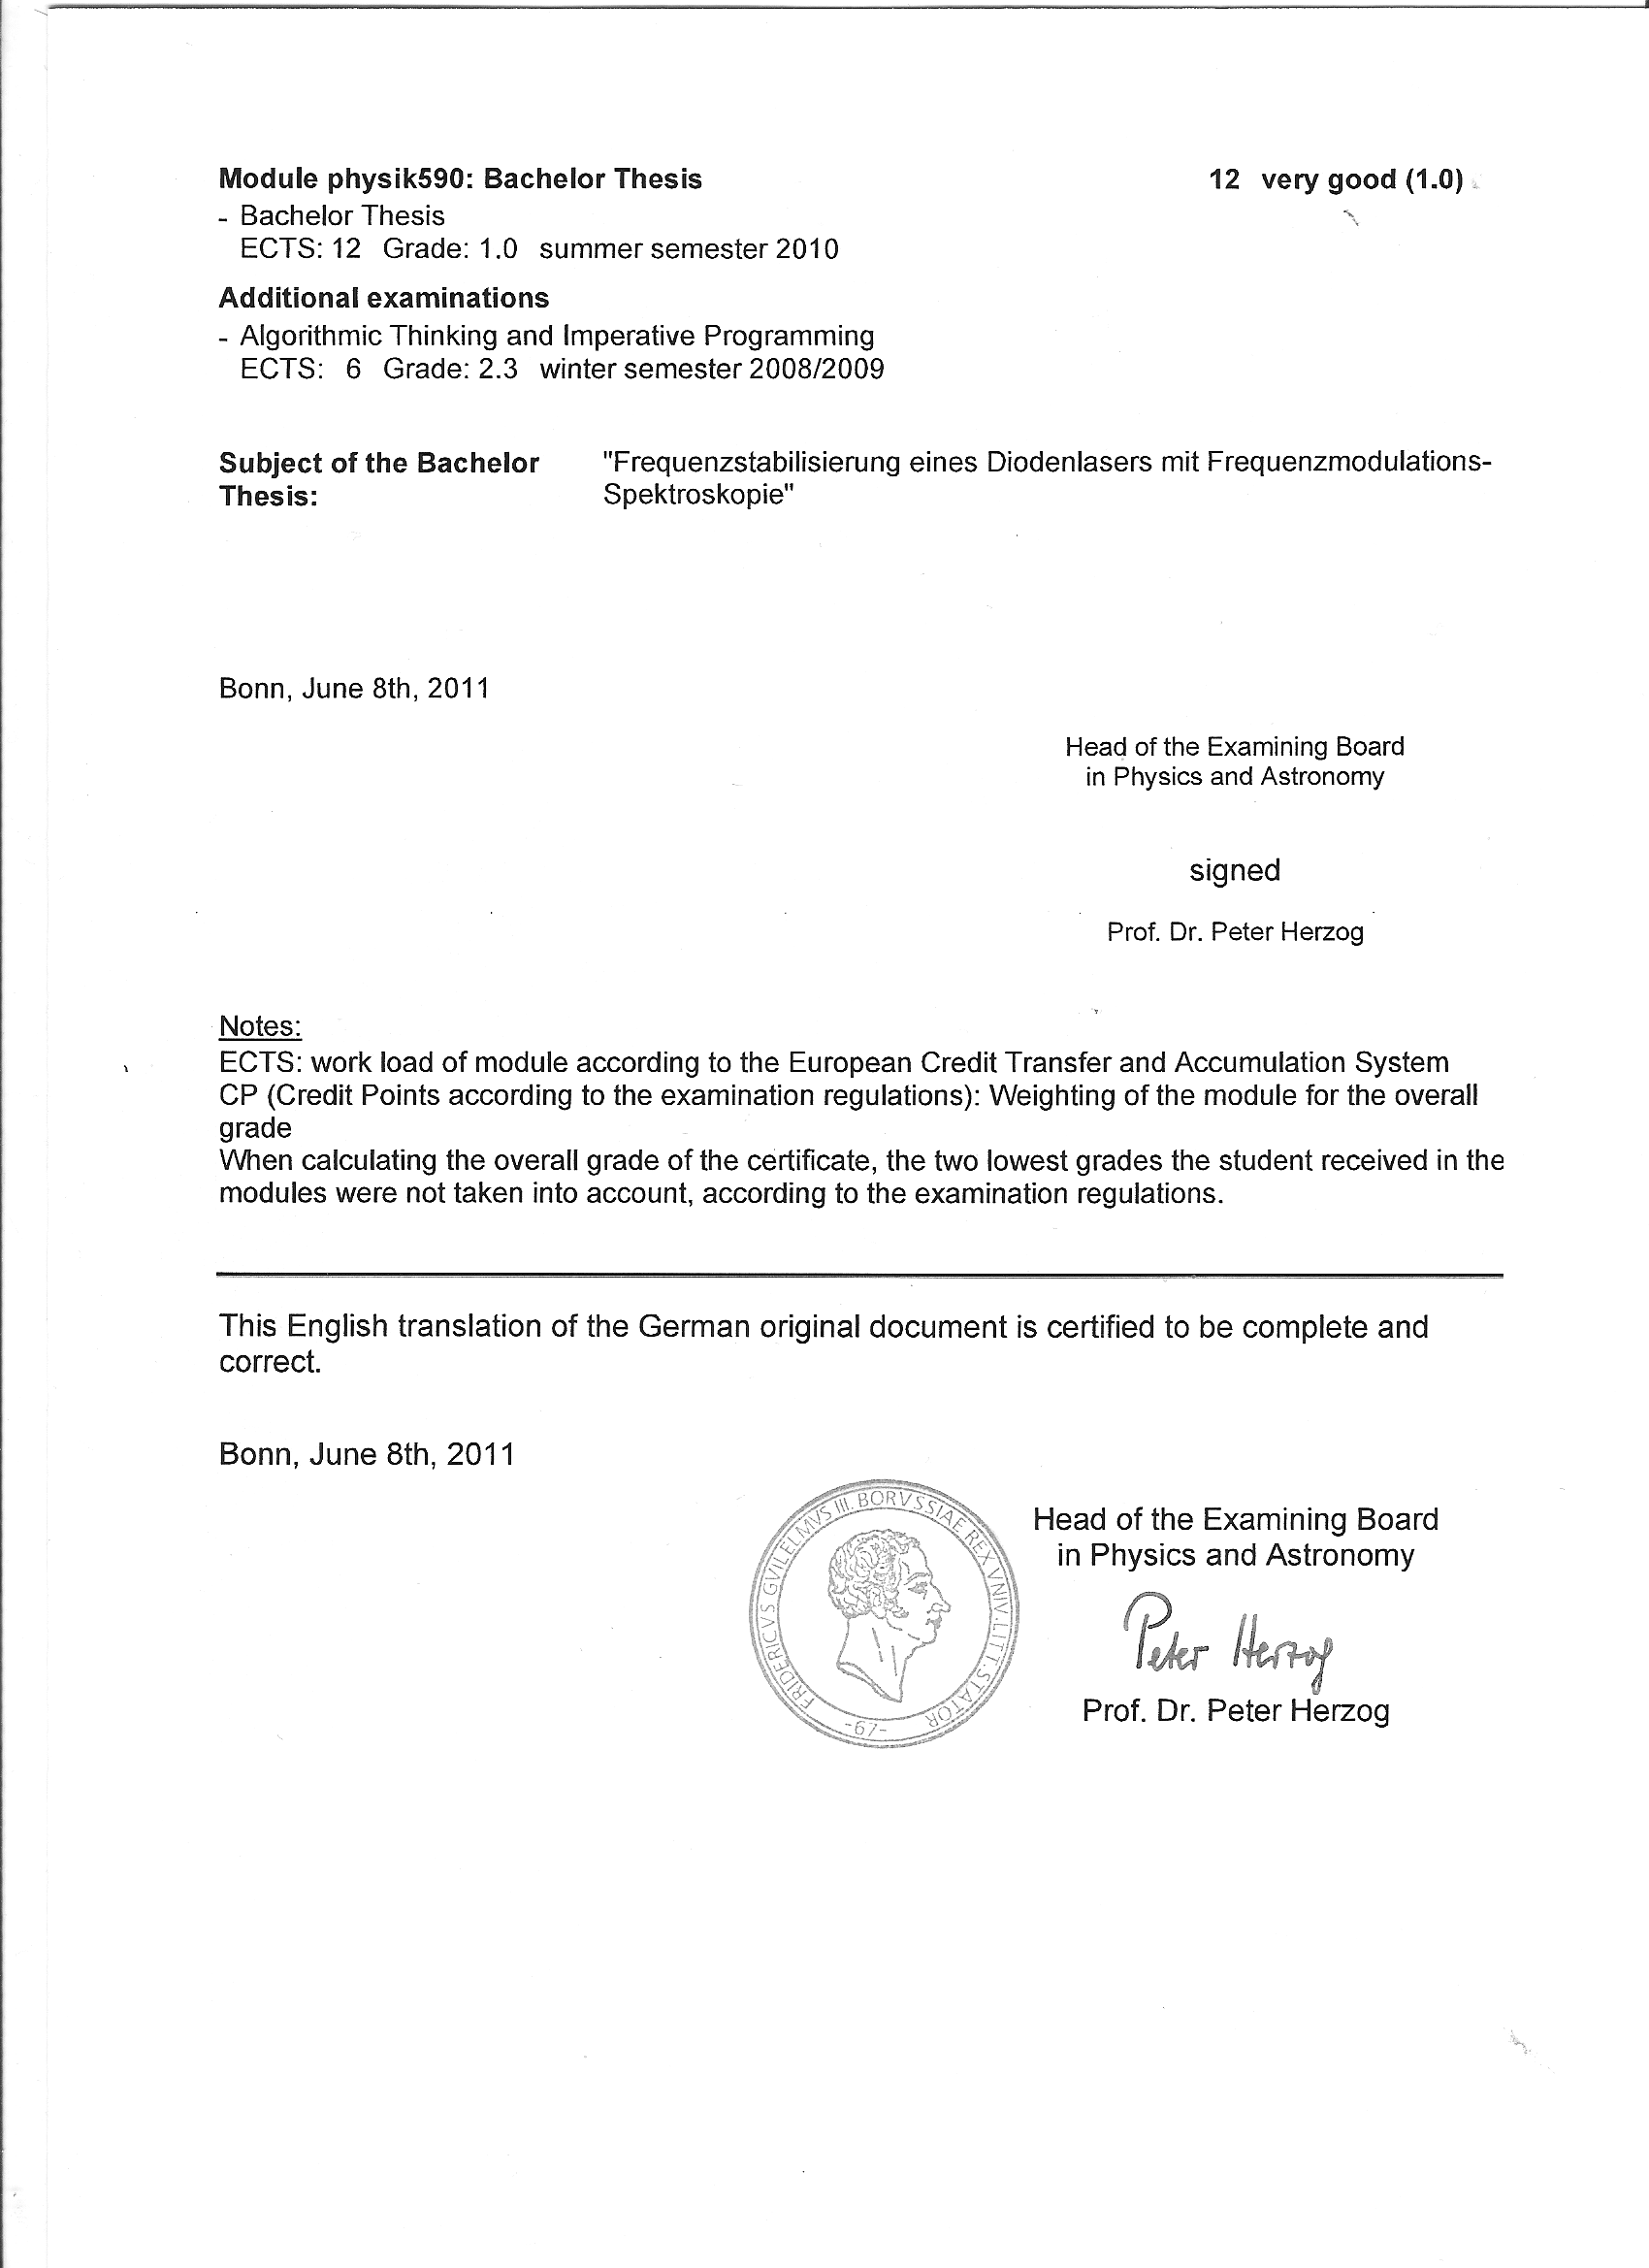 Module physik590: Bachelor Thesis 12 very good (1.0)
- Bachelor Thesis
ECTS: 12 Grade: 1.0 summer semester 2010
Additional examinations
- Algorithmic Thinking and Imperative Programming
ECTS: 6 Grade: 2.3 winter semester 2008/2009
Subject of the Bachelor "Frequenzstabilisierung eines Diodenlasers mit Frequenzmodulations-
Thesis: Spektroskopie"
Bonn, June 8th, 2011
Head of the Examining Board
in Physics and Astronomy
signed
Prof. Dr. Peter Herzog
Notes:
ECTS: work load of module according to the European Credit Transfer and Accumulation System
CP (Credit Points according to the examination regulations): Weighting of the module for the overall
grade
When calculating the overall grade of the certificate, the two lowest grades the student received in the
modules were not taken into account, according to the examination regulations.
This English translation of the German original document is certified to be complete and
correct.
Bonn, June 8th, 2011
FRIDERICVS GVILELMVS III. BORVSSIAE REX VNIV. LITT. STATOR
-67-
Head of the Examining Board
in Physics and Astronomy
Peter Herzog
Prof. Dr. Peter Herzog